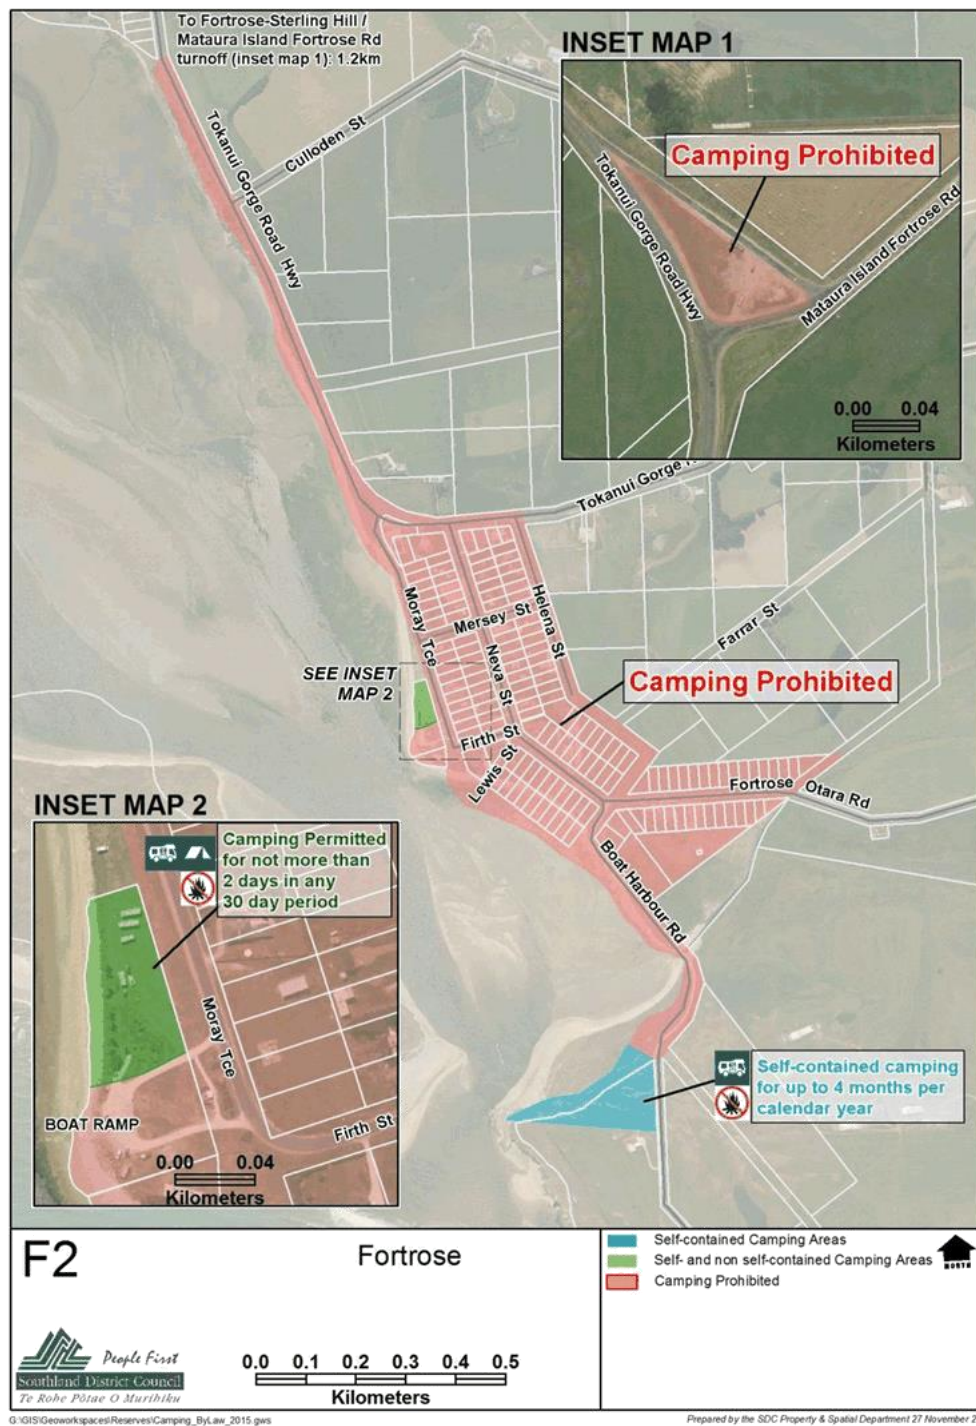 To Fortrose-Sterling Hill /
Mataura Island Fortrose Rd
turnoff (inset map 1): 1.2km
INSET MAP 1
Camping Prohibited
Tokanui Gorge Road Hwy
Mataura Island Fortrose Rd
0.00 0.04
Kilometers
Culloden St
Tokanui Gorge Road Hwy
Tokanui Gorge
Moray Tce
Mersey St
Helena St
Neva St
Farrar St
SEE INSET
MAP 2
Camping Prohibited
Firth St
Lewis St
Fortrose Otara Rd
Boat Harbour Rd
INSET MAP 2
Camping Permitted
for not more than
2 days in any
30 day period
Moray Tce
BOAT RAMP
Firth St
0.00 0.04
Kilometers
Self-contained camping
for up to 4 months per
calendar year
F2
Fortrose
Self-contained Camping Areas
Self- and non self-contained Camping Areas
Camping Prohibited
NORTH
People First
Southland District Council
Te Rohe Pōtae O Murihiku
0.0 0.1 0.2 0.3 0.4 0.5
Kilometers
G:\GIS\Geoworkspaces\Reserves\Camping_ByLaw_2015.gws
Prepared by the SDC Property & Spatial Department 27 November